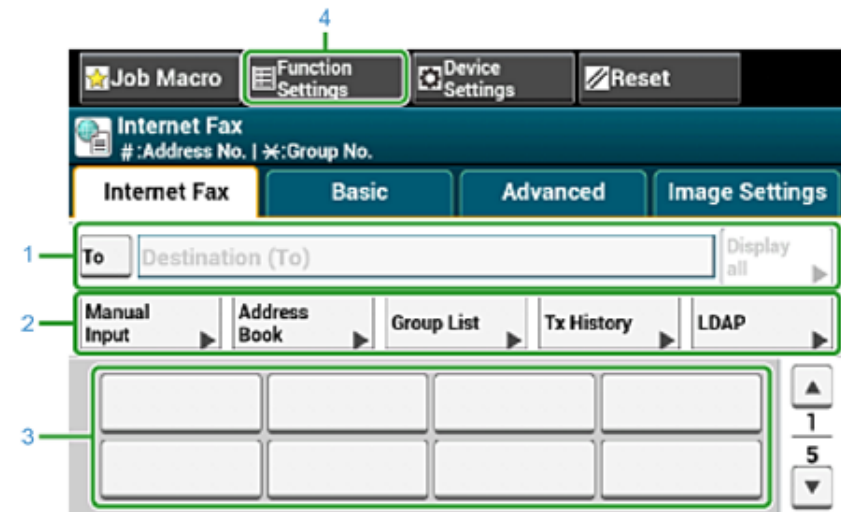 4
Job Macro Function Settings Device Settings Reset
Internet Fax
#:Address No. | ⚹:Group No.
Internet Fax Basic Advanced Image Settings
1 To Destination (To) Display all
2 Manual Input Address Book Group List Tx History LDAP
3
1
5